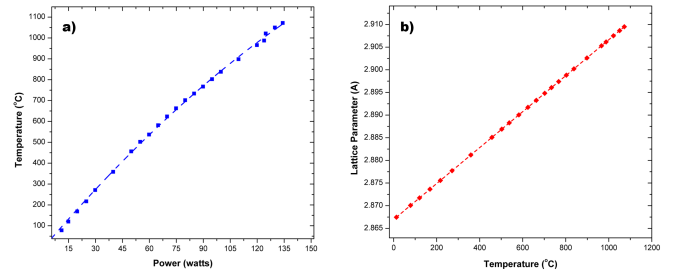 a)
1100
1000
900
800
700
600
500
400
300
200
100
Temperature (°C)
15 30 45 60 75 90 105 120 135 150
Power (watts)
b)
2.910
2.905
2.900
2.895
2.890
2.885
2.880
2.875
2.870
2.865
Lattice Parameter (A)
0 200 400 600 800 1000 1200
Temperature (°C)